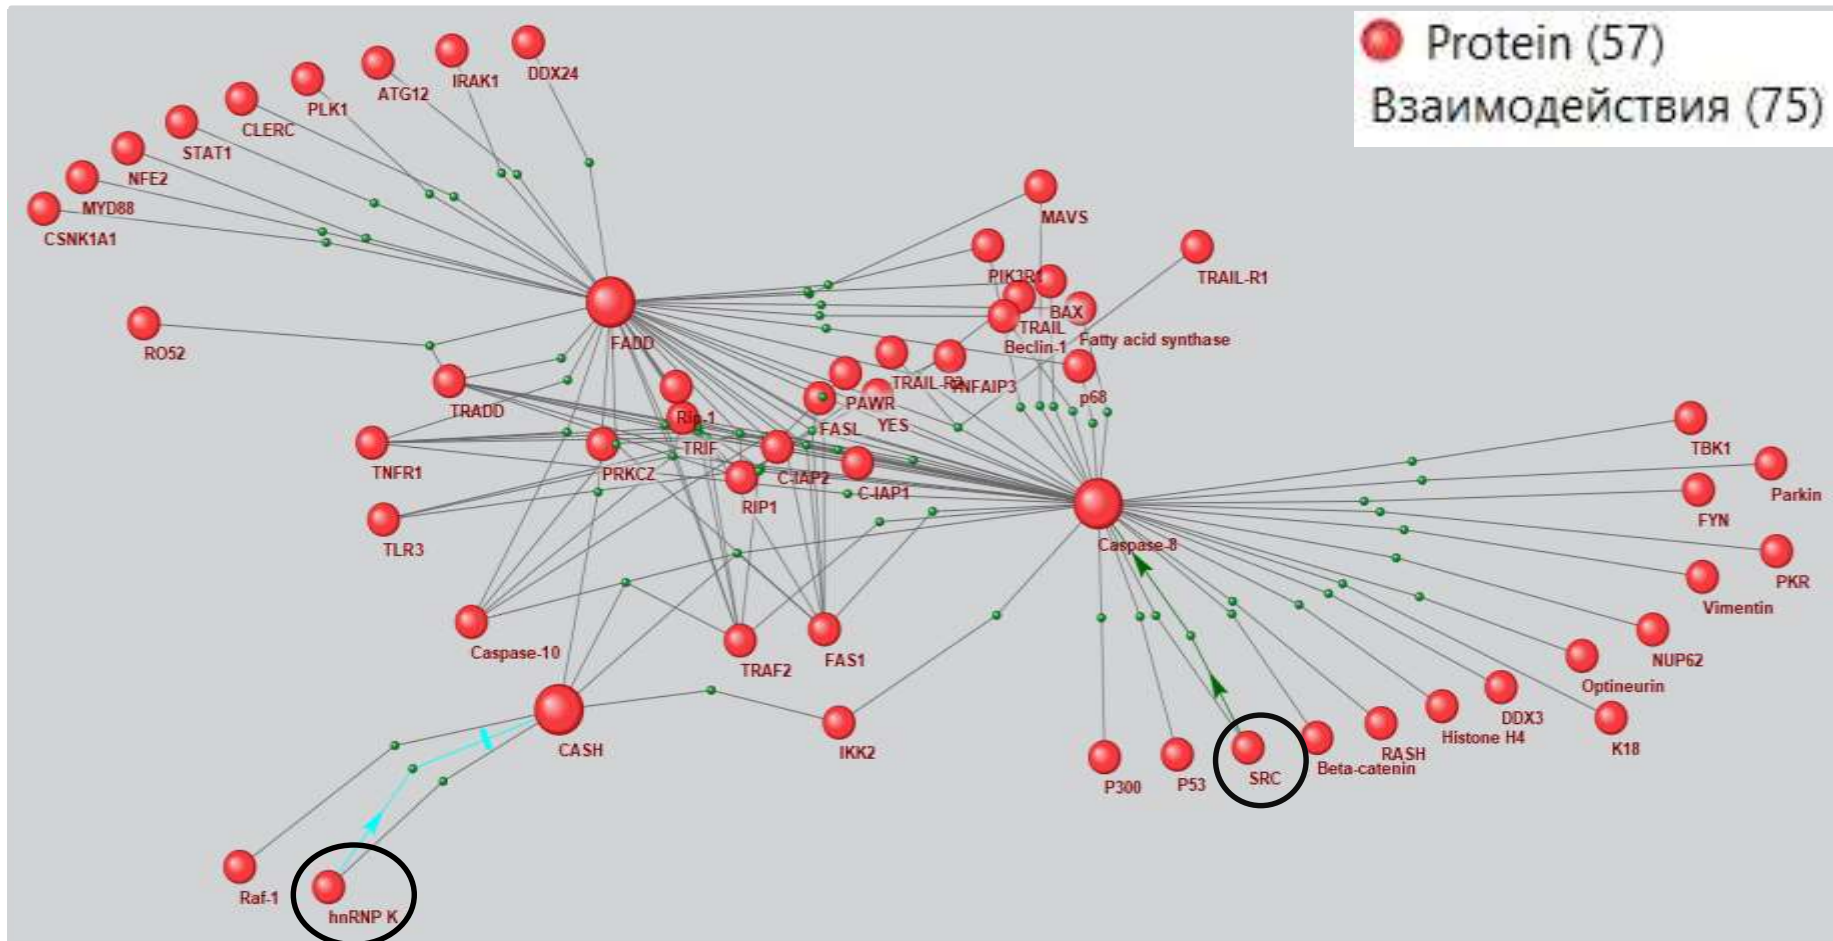 Protein (57)
Взаимодействия (75)
DDX24
IRAK1
ATG12
PLK1
CLERC
STAT1
NFE2
MYD88
CSNK1A1
MAVS
PIK3R1
TRAIL-R1
BAX
TRAIL
Fatty acid synthase
Beclin-1
RO52
FADD
TRAIL-R2
TNFAIP3
p68
TRADD
PAWR
Rip-1
FASL
YES
TRIF
TBK1
TNFR1
PRKCZ
C-IAP2
C-IAP1
Parkin
RIP1
FYN
TLR3
Caspase-8
PKR
Vimentin
Caspase-10
TRAF2
FAS1
NUP62
Optineurin
DDX3
Histone H4
K18
CASH
IKK2
RASH
Beta-catenin
SRC
P53
P300
Raf-1
hnRNP K